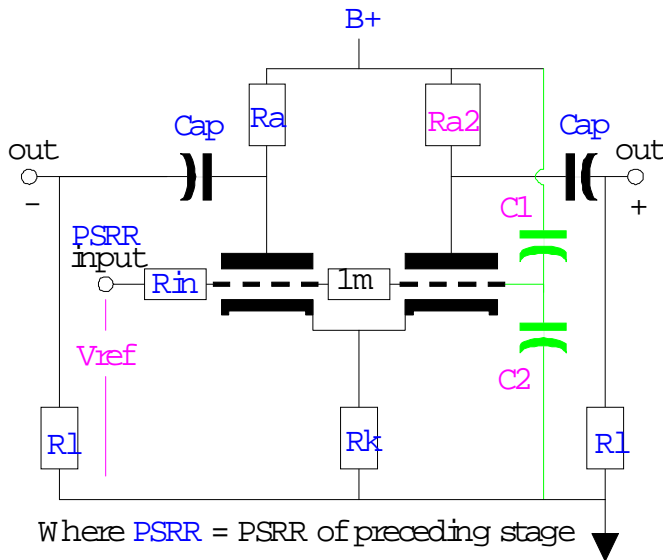 B+
Ra
Ra2
Cap
Cap
out
out
-
+
C1
PSRR
input
Rin
1m
Vref
C2
Rl
Rk
Rl
Where PSRR = PSRR of preceding stage